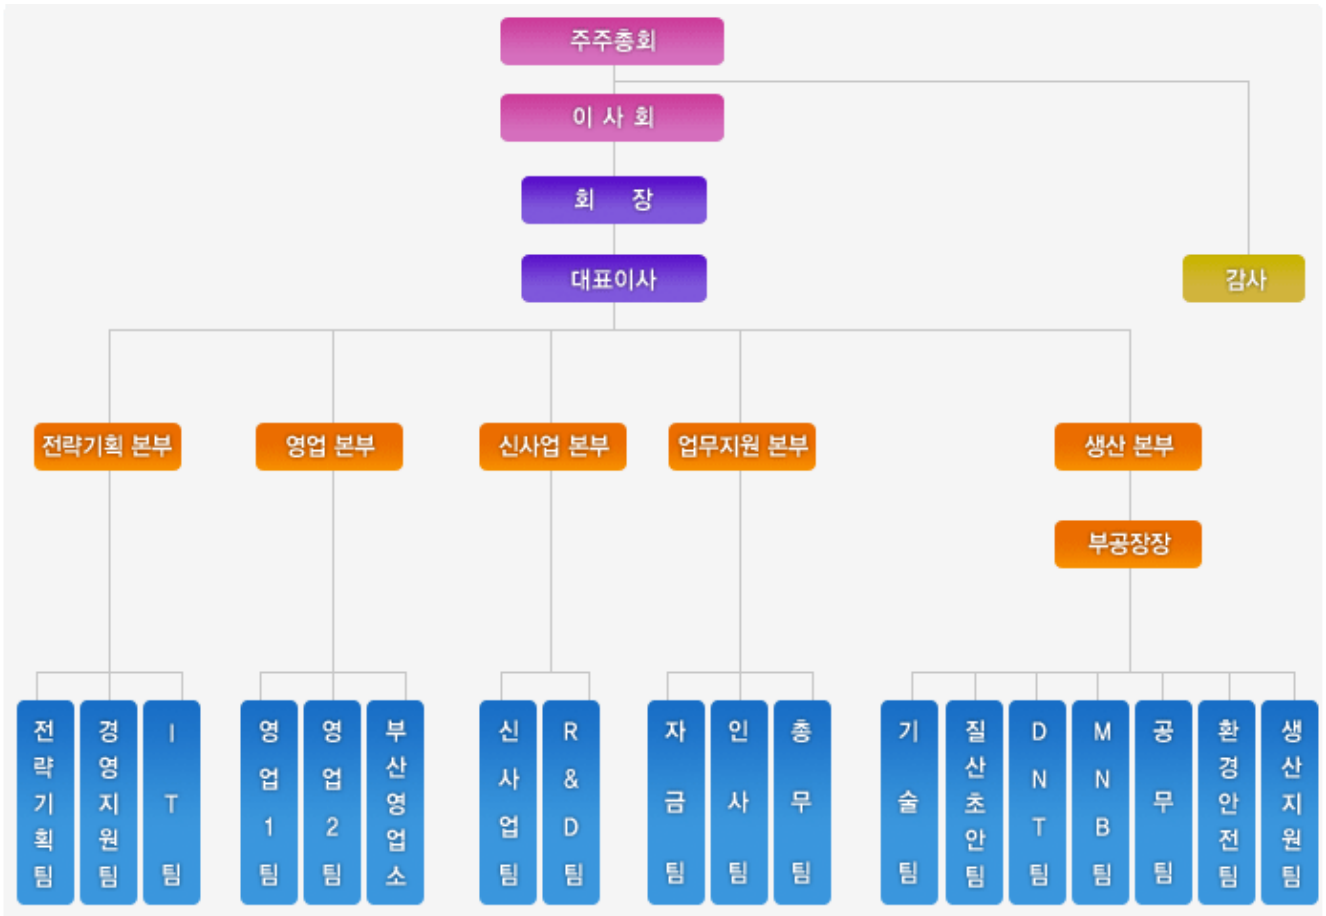 주주총회
이 사 회
회 장
대표이사
감사
전략기획 본부
영업 본부
신사업 본부
업무지원 본부
생산 본부
부공장장
전략기획팀
경영지원팀
IT팀
영업1팀
영업2팀
부산영업소
신사업팀
R&D팀
자금팀
인사팀
총무팀
기술팀
질산초안팀
DNT팀
MNB팀
공무팀
환경안전팀
생산지원팀